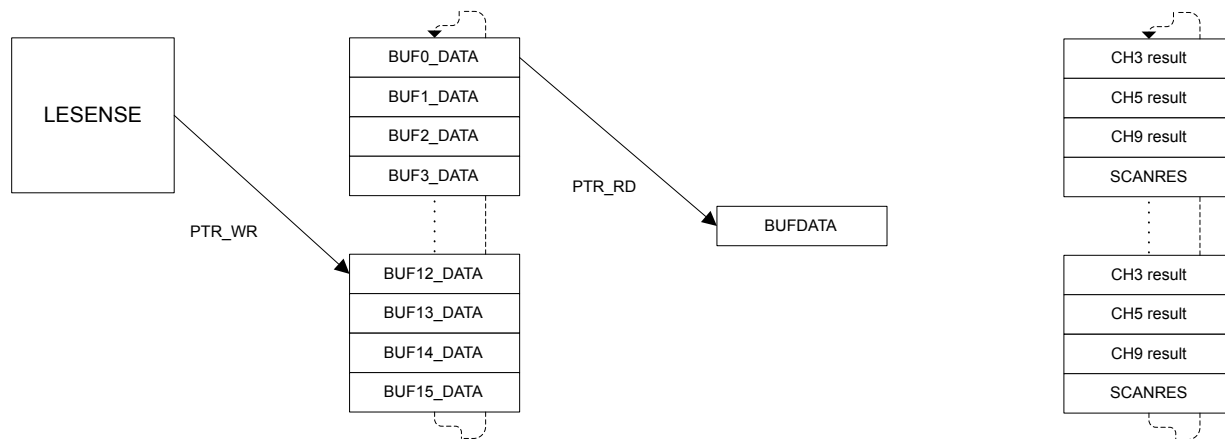 LESENSE
PTR_WR
BUF0_DATA
BUF1_DATA
BUF2_DATA
BUF3_DATA
BUF12_DATA
BUF13_DATA
BUF14_DATA
BUF15_DATA
PTR_RD
BUFDATA
CH3 result
CH5 result
CH9 result
SCANRES
CH3 result
CH5 result
CH9 result
SCANRES